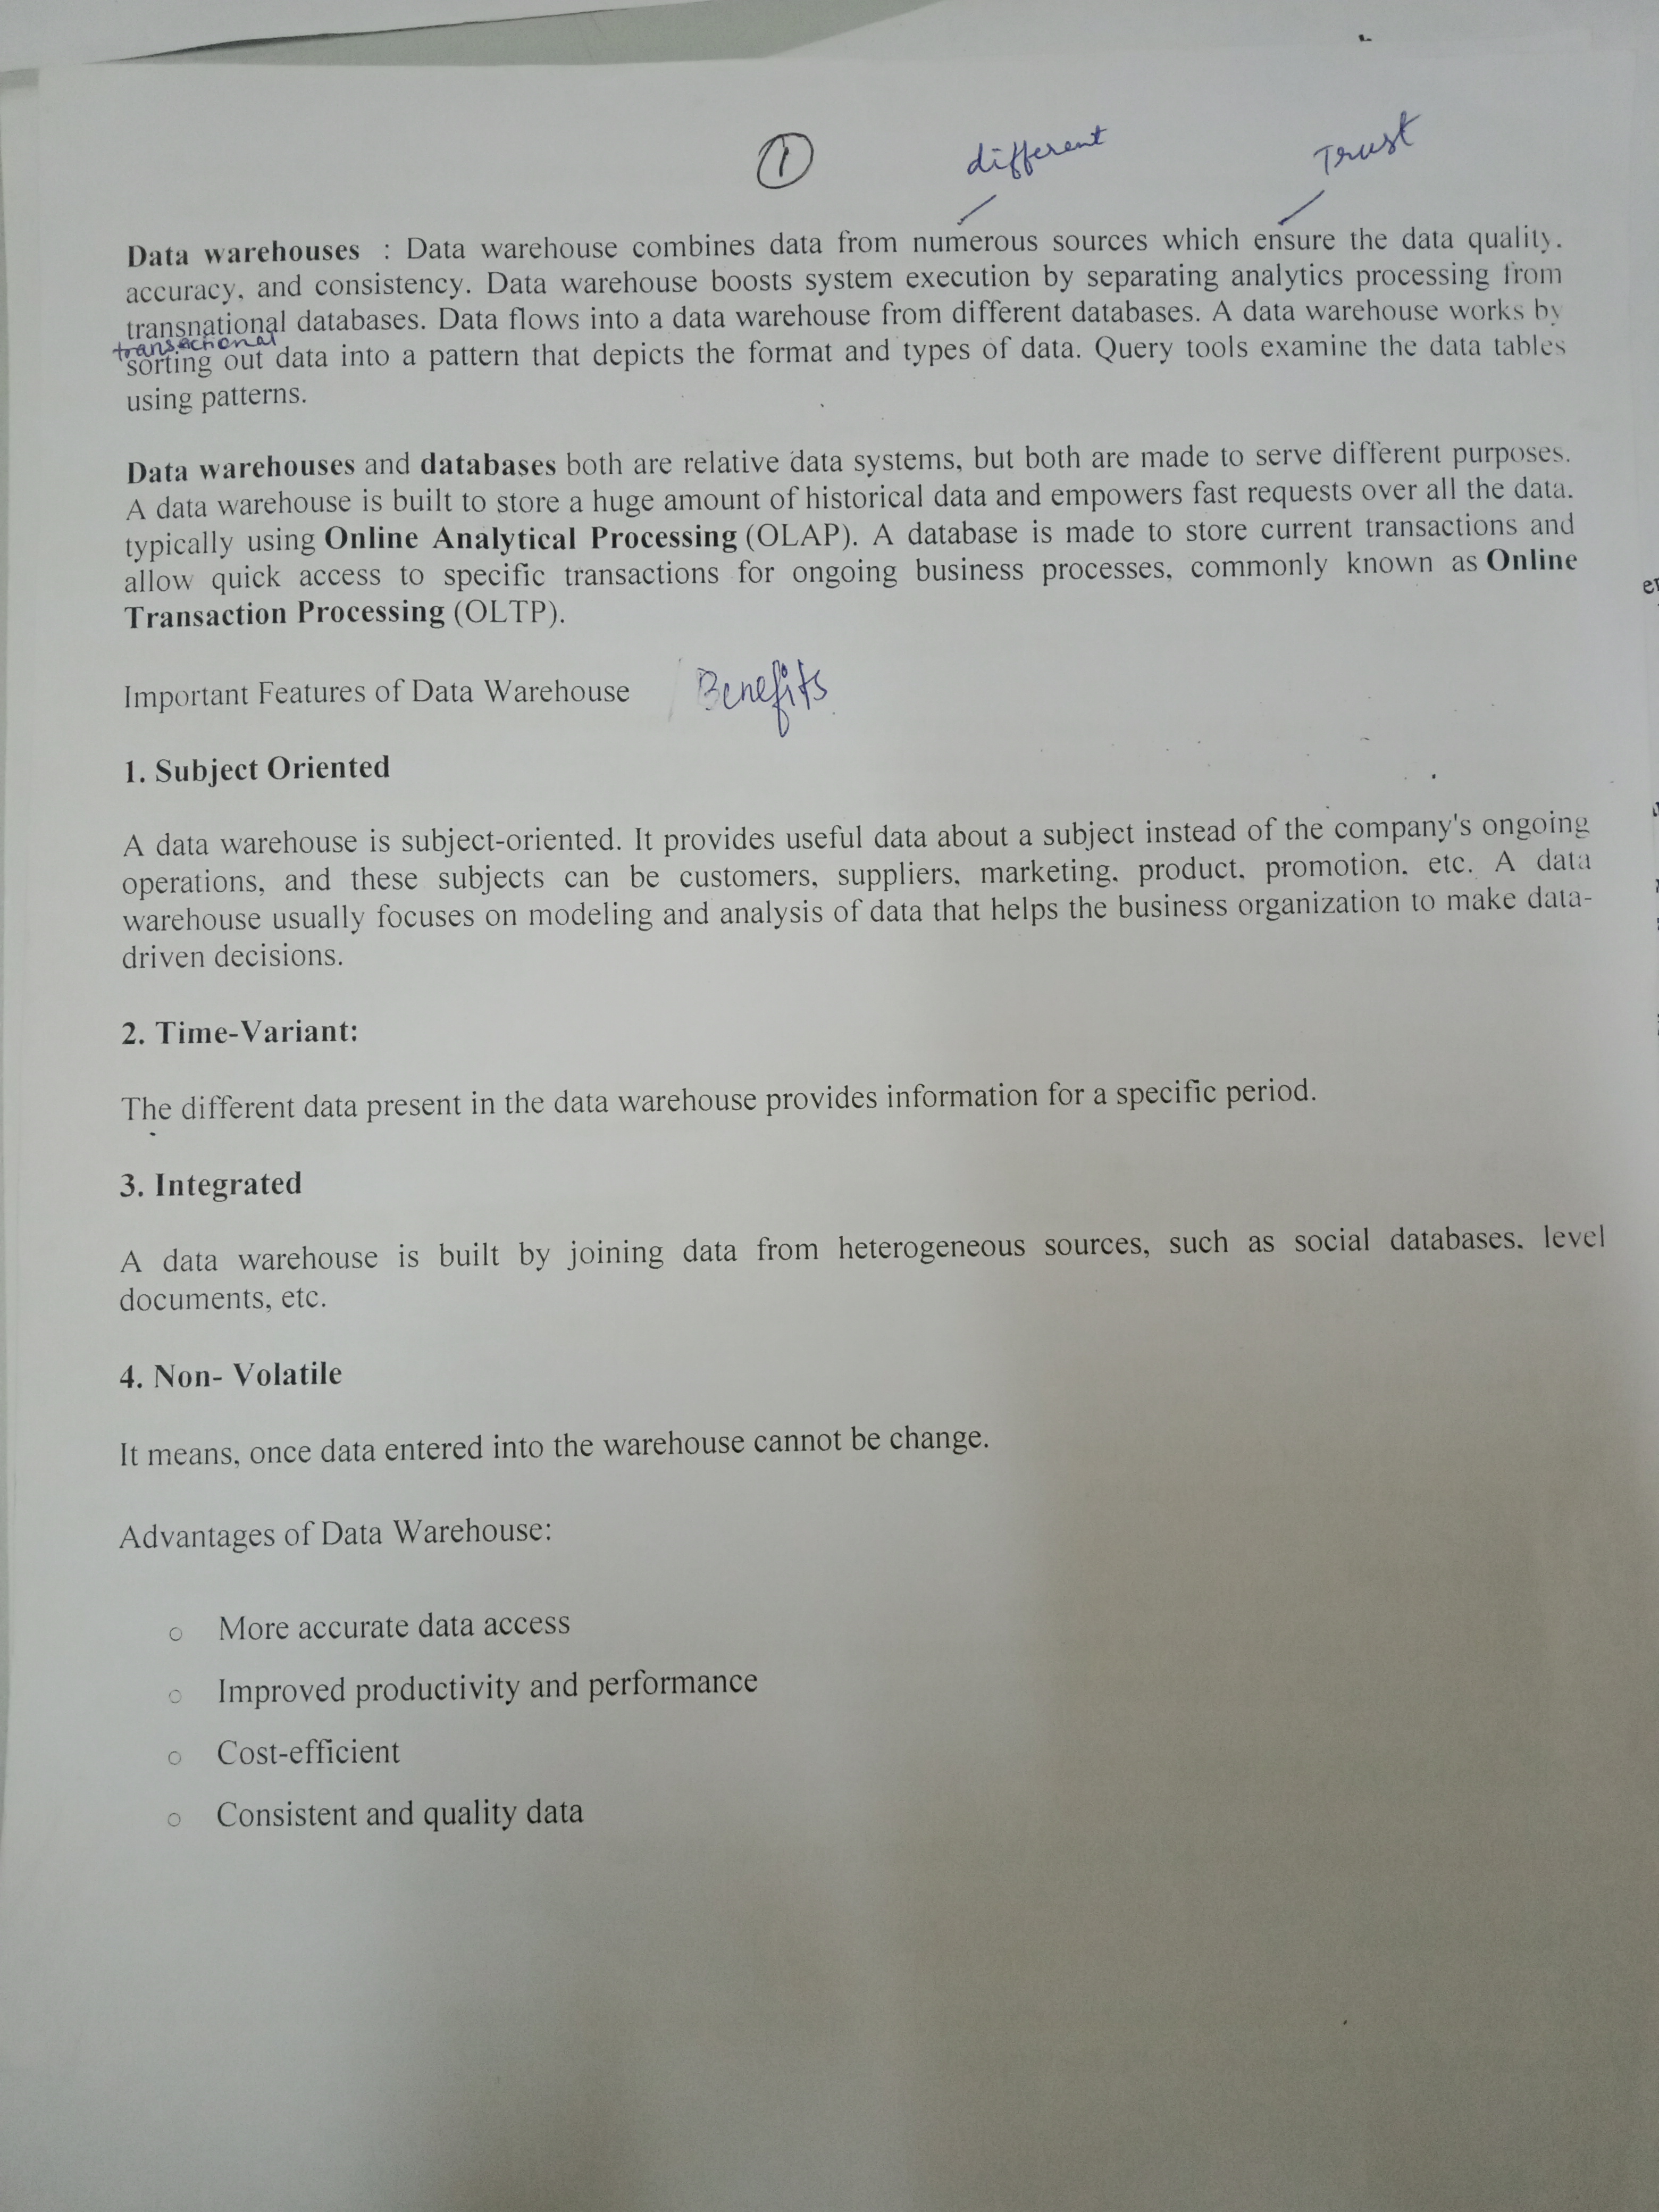 ①
different
Trust
Data warehouses : Data warehouse combines data from numerous sources which ensure the data quality,
accuracy, and consistency. Data warehouse boosts system execution by separating analytics processing from
transnational databases. Data flows into a data warehouse from different databases. A data warehouse works by
transactional
sorting out data into a pattern that depicts the format and types of data. Query tools examine the data tables
using patterns.
Data warehouses and databases both are relative data systems, but both are made to serve different purposes.
A data warehouse is built to store a huge amount of historical data and empowers fast requests over all the data,
typically using Online Analytical Processing (OLAP). A database is made to store current transactions and
allow quick access to specific transactions for ongoing business processes, commonly known as Online
Transaction Processing (OLTP).
Important Features of Data Warehouse Benefits
1. Subject Oriented
A data warehouse is subject-oriented. It provides useful data about a subject instead of the company's ongoing
operations, and these subjects can be customers, suppliers, marketing, product, promotion, etc. A data
warehouse usually focuses on modeling and analysis of data that helps the business organization to make data-
driven decisions.
2. Time-Variant:
The different data present in the data warehouse provides information for a specific period.
3. Integrated
A data warehouse is built by joining data from heterogeneous sources, such as social databases, level
documents, etc.
4. Non- Volatile
It means, once data entered into the warehouse cannot be change.
Advantages of Data Warehouse:
○ More accurate data access
○ Improved productivity and performance
○ Cost-efficient
○ Consistent and quality data